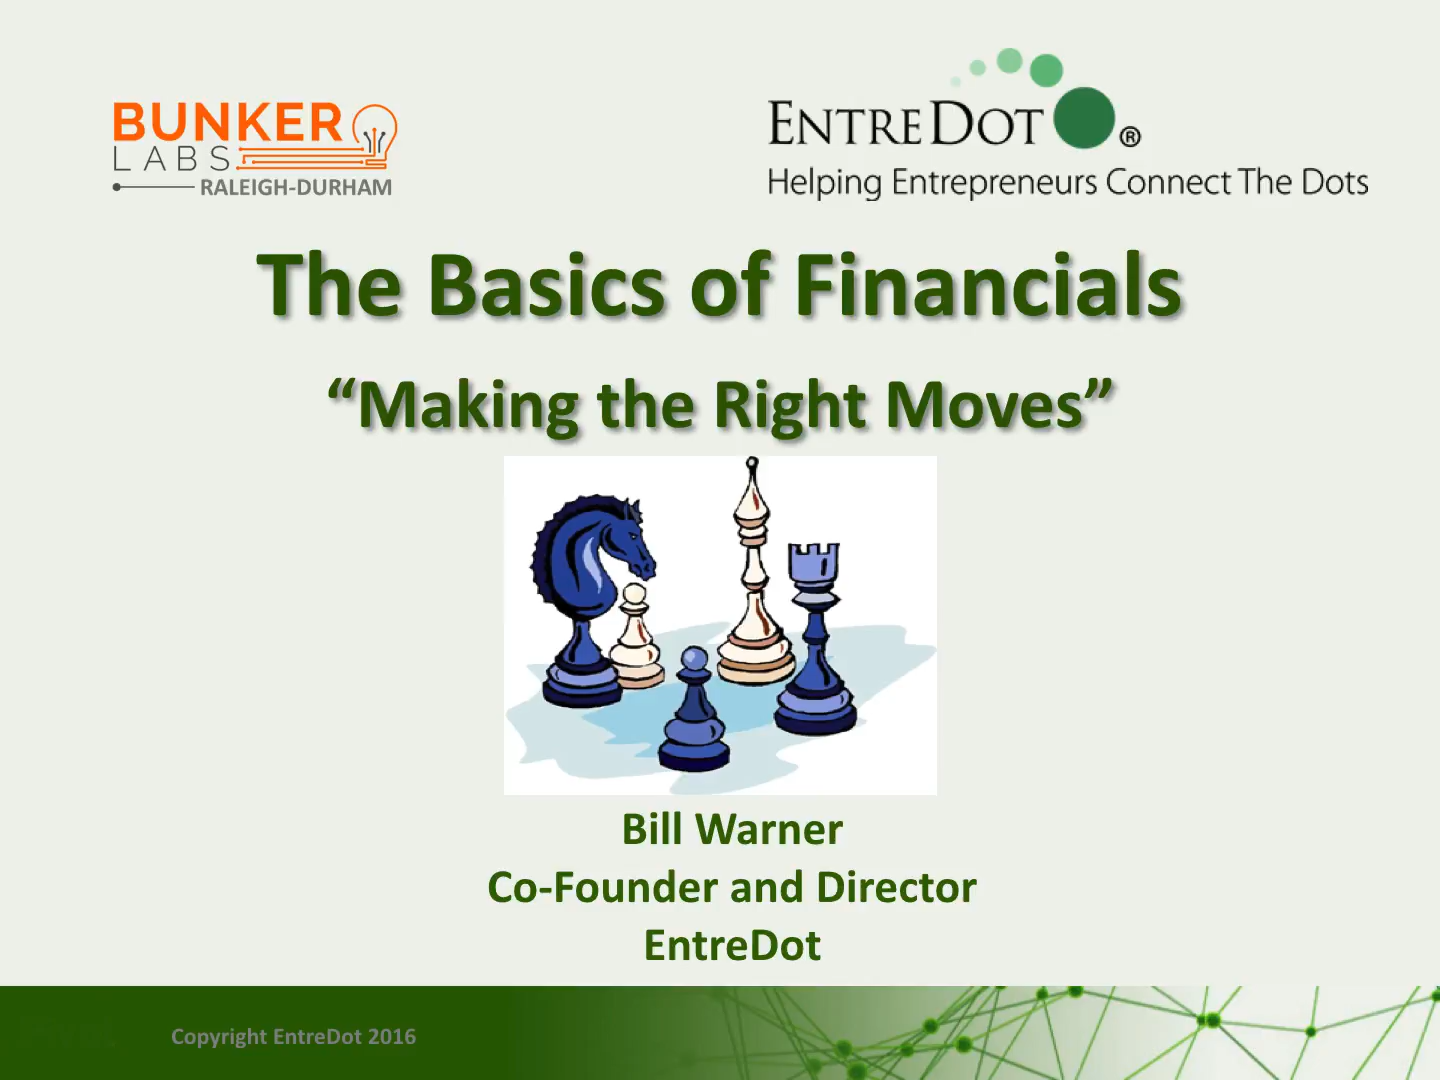 BUNKER
LABS
RALEIGH-DURHAM
ENTREDOT®
Helping Entrepreneurs Connect The Dots
The Basics of Financials
“Making the Right Moves”
Bill Warner
Co-Founder and Director
EntreDot
Copyright EntreDot 2016